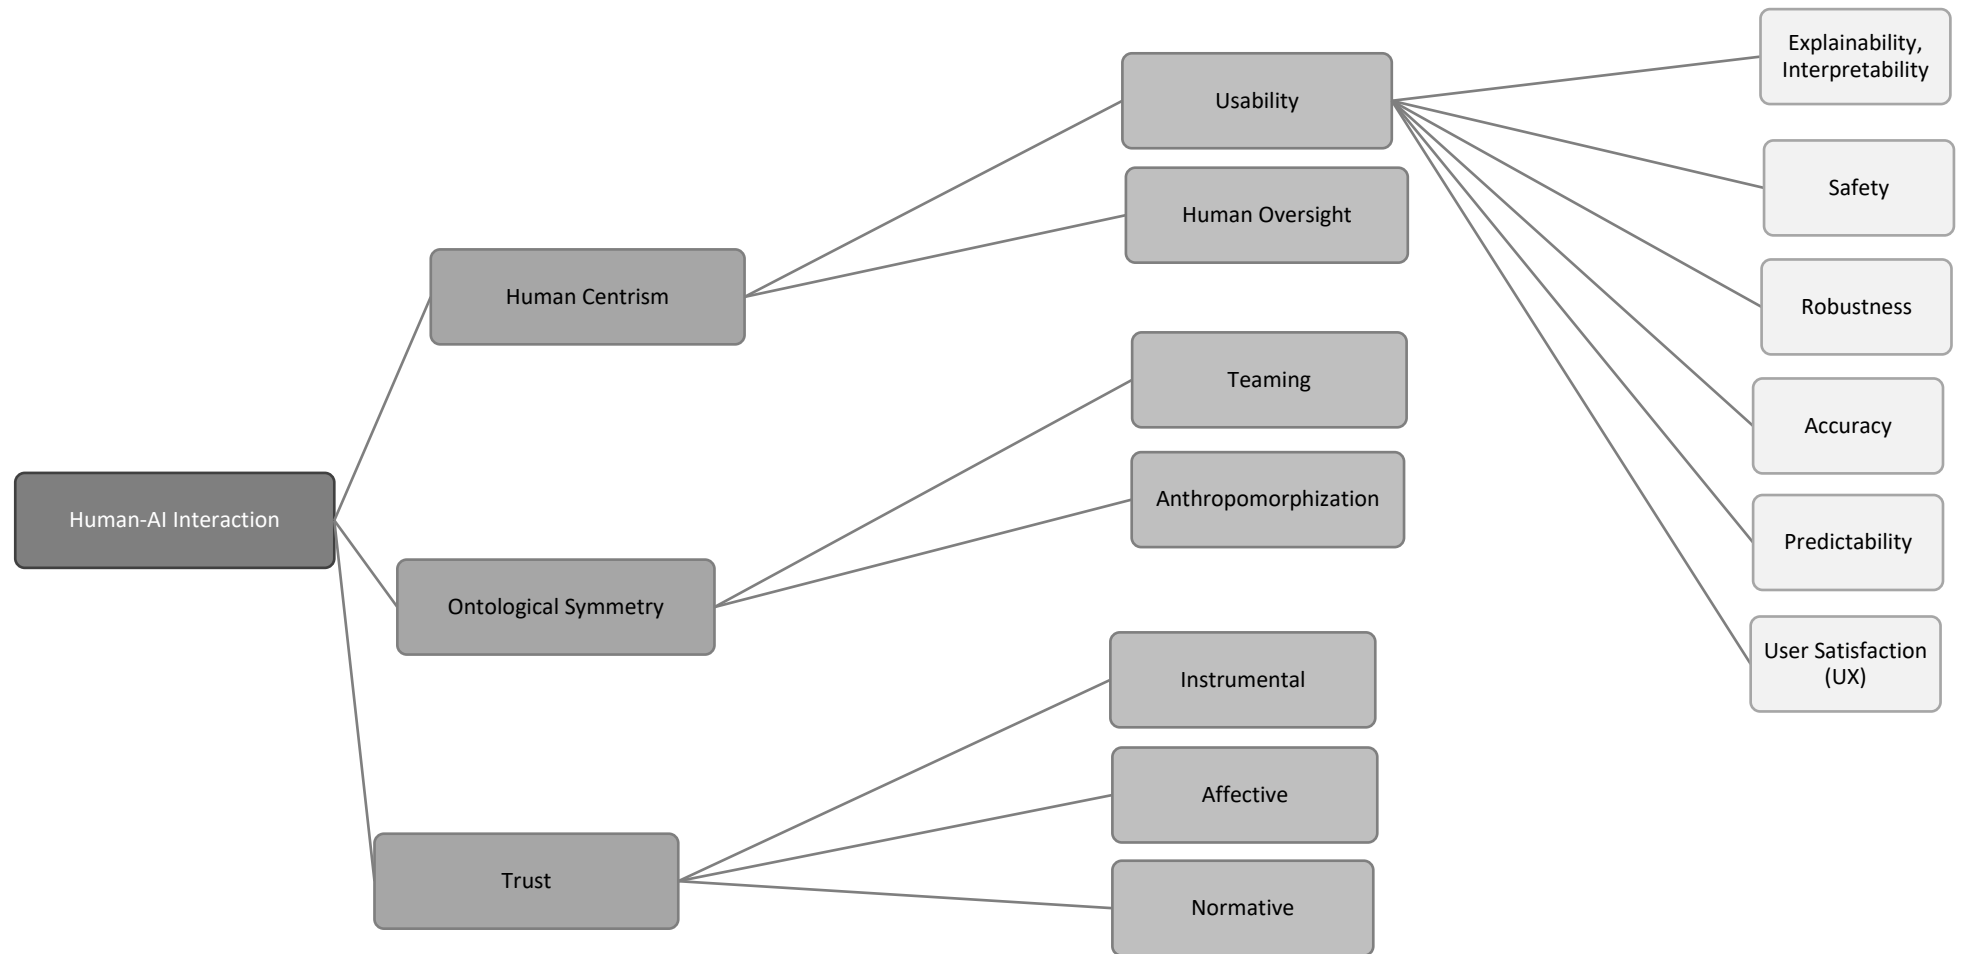 Human-AI Interaction
Human Centrism
Ontological Symmetry
Trust
Usability
Human Oversight
Teaming
Anthropomorphization
Instrumental
Affective
Normative
Explainability,
Interpretability
Safety
Robustness
Accuracy
Predictability
User Satisfaction
(UX)